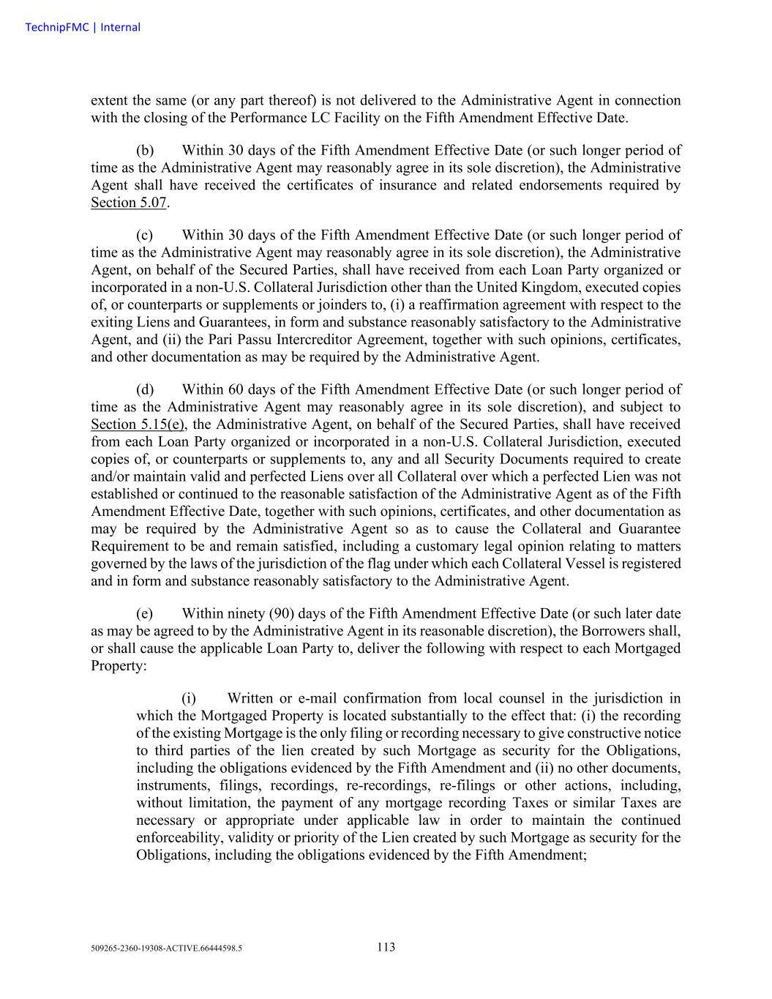 TechnipFMC | Internal
extent the same (or any part thereof) is not delivered to the Administrative Agent in connection
with the closing of the Performance LC Facility on the Fifth Amendment Effective Date.
(b) Within 30 days of the Fifth Amendment Effective Date (or such longer period of
time as the Administrative Agent may reasonably agree in its sole discretion), the Administrative
Agent shall have received the certificates of insurance and related endorsements required by
Section 5.07.
(c) Within 30 days of the Fifth Amendment Effective Date (or such longer period of
time as the Administrative Agent may reasonably agree in its sole discretion), the Administrative
Agent, on behalf of the Secured Parties, shall have received from each Loan Party organized or
incorporated in a non-U.S. Collateral Jurisdiction other than the United Kingdom, executed copies
of, or counterparts or supplements or joinders to, (i) a reaffirmation agreement with respect to the
exiting Liens and Guarantees, in form and substance reasonably satisfactory to the Administrative
Agent, and (ii) the Pari Passu Intercreditor Agreement, together with such opinions, certificates,
and other documentation as may be required by the Administrative Agent.
(d) Within 60 days of the Fifth Amendment Effective Date (or such longer period of
time as the Administrative Agent may reasonably agree in its sole discretion), and subject to
Section 5.15(e), the Administrative Agent, on behalf of the Secured Parties, shall have received
from each Loan Party organized or incorporated in a non-U.S. Collateral Jurisdiction, executed
copies of, or counterparts or supplements to, any and all Security Documents required to create
and/or maintain valid and perfected Liens over all Collateral over which a perfected Lien was not
established or continued to the reasonable satisfaction of the Administrative Agent as of the Fifth
Amendment Effective Date, together with such opinions, certificates, and other documentation as
may be required by the Administrative Agent so as to cause the Collateral and Guarantee
Requirement to be and remain satisfied, including a customary legal opinion relating to matters
governed by the laws of the jurisdiction of the flag under which each Collateral Vessel is registered
and in form and substance reasonably satisfactory to the Administrative Agent.
(e) Within ninety (90) days of the Fifth Amendment Effective Date (or such later date
as may be agreed to by the Administrative Agent in its reasonable discretion), the Borrowers shall,
or shall cause the applicable Loan Party to, deliver the following with respect to each Mortgaged
Property:
(i) Written or e-mail confirmation from local counsel in the jurisdiction in
which the Mortgaged Property is located substantially to the effect that: (i) the recording
of the existing Mortgage is the only filing or recording necessary to give constructive notice
to third parties of the lien created by such Mortgage as security for the Obligations,
including the obligations evidenced by the Fifth Amendment and (ii) no other documents,
instruments, filings, recordings, re-recordings, re-filings or other actions, including,
without limitation, the payment of any mortgage recording Taxes or similar Taxes are
necessary or appropriate under applicable law in order to maintain the continued
enforceability, validity or priority of the Lien created by such Mortgage as security for the
Obligations, including the obligations evidenced by the Fifth Amendment;
509265-2360-19308-ACTIVE.66444598.5 113